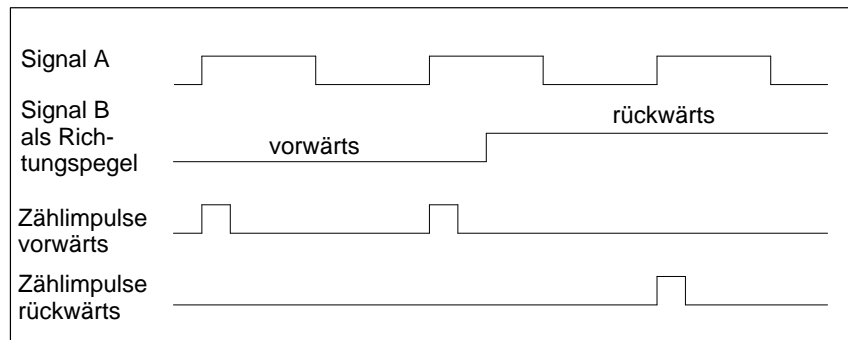 Signal A
Signal B
als Rich-
tungspegel
vorwärts
rückwärts
Zählimpulse
vorwärts
Zählimpulse
rückwärts